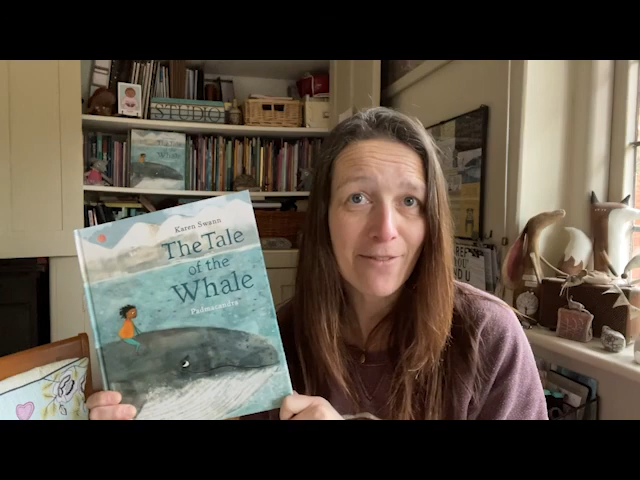 Karen Swann
The Tale
of the
Whale
Padmacandra